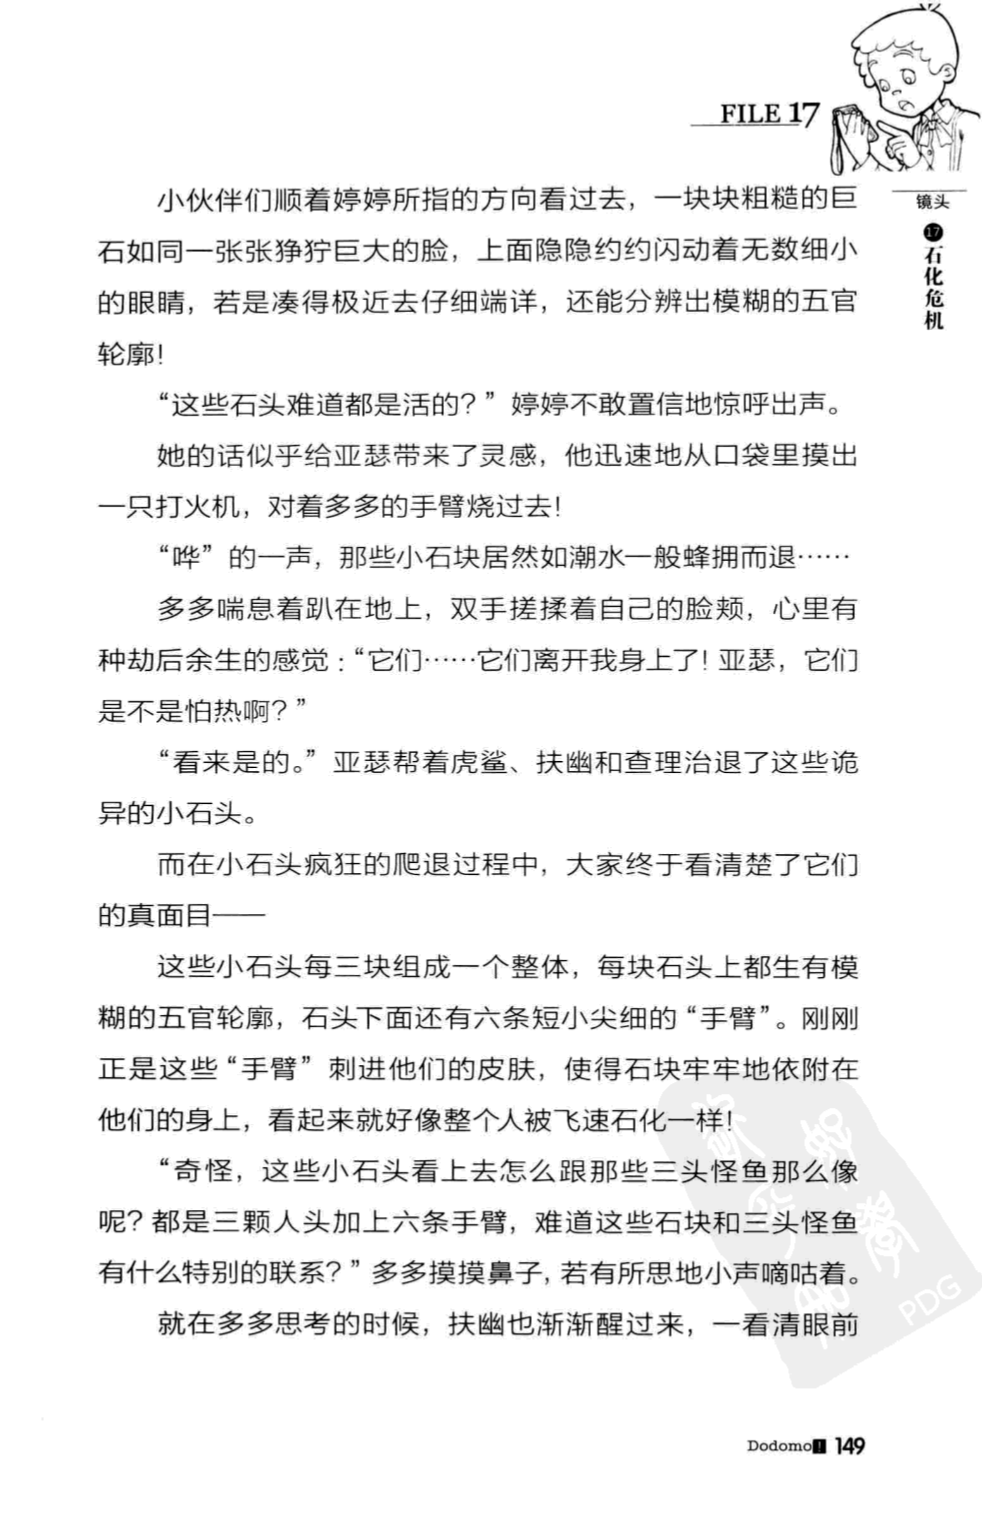 FILE 17
镜头
17 石化危机
小伙伴们顺着婷婷所指的方向看过去，一块块粗糙的巨
石如同一张张狰狞巨大的脸，上面隐隐约约闪动着无数细小
的眼睛，若是凑得极近去仔细端详，还能分辨出模糊的五官
轮廓！
“这些石头难道都是活的？”婷婷不敢置信地惊呼出声。
她的话似乎给亚瑟带来了灵感，他迅速地从口袋里摸出
一只打火机，对着多多的手臂烧过去！
“哗”的一声，那些小石块居然如潮水一般蜂拥而退……
多多喘息着趴在地上，双手搓揉着自己的脸颊，心里有
种劫后余生的感觉：“它们……它们离开我身上了！亚瑟，它们
是不是怕热啊？”
“看来是的。”亚瑟帮着虎鲨、扶幽和查理治退了这些诡
异的小石头。
而在小石头疯狂的爬退过程中，大家终于看清楚了它们
的真面目——
这些小石头每三块组成一个整体，每块石头上都生有模
糊的五官轮廓，石头下面还有六条短小尖细的“手臂”。刚刚
正是这些“手臂”刺进他们的皮肤，使得石块牢牢地依附在
他们的身上，看起来就好像整个人被飞速石化一样！
“奇怪，这些小石头看上去怎么跟那些三头怪鱼那么像
呢？都是三颗人头加上六条手臂，难道这些石块和三头怪鱼
有什么特别的联系？”多多摸摸鼻子，若有所思地小声嘀咕着。
就在多多思考的时候，扶幽也渐渐醒过来，一看清眼前
PDG
Dodomo! 149